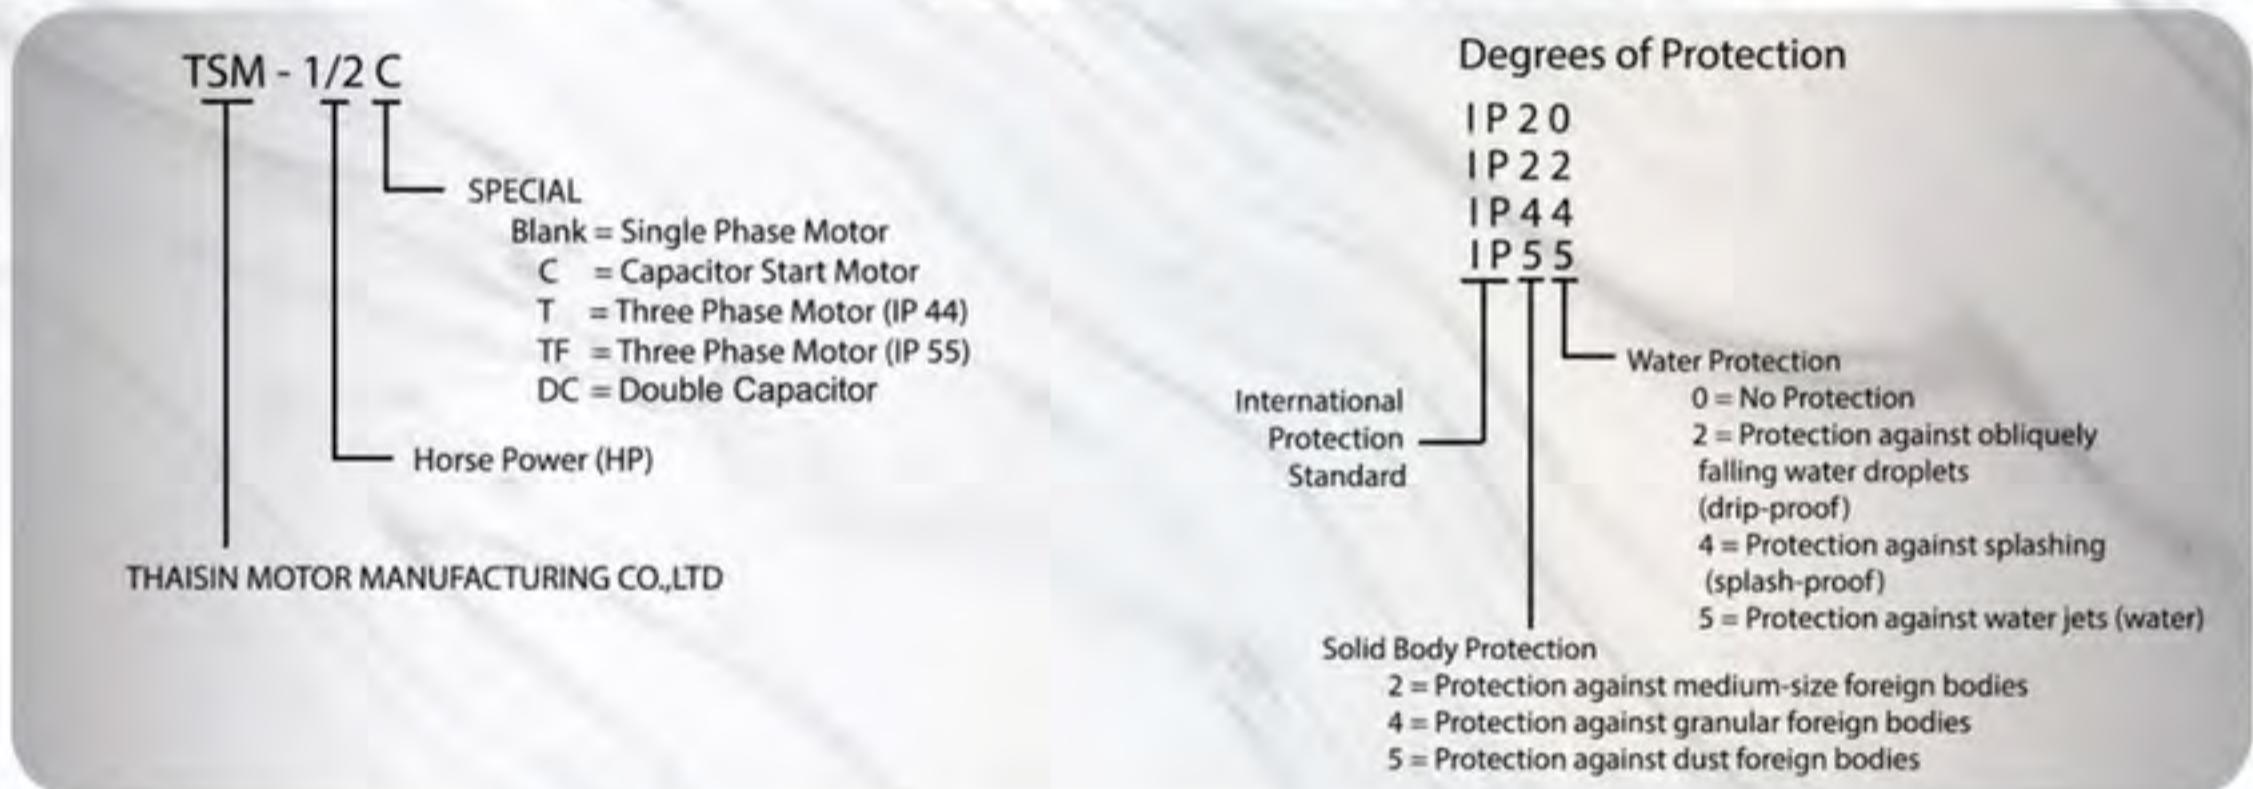 TSM - 1/2 C
SPECIAL
Blank = Single Phase Motor
C = Capacitor Start Motor
T = Three Phase Motor (IP 44)
TF = Three Phase Motor (IP 55)
DC = Double Capacitor
Horse Power (HP)
THAISIN MOTOR MANUFACTURING CO.,LTD
Degrees of Protection
IP20
IP22
IP44
IP55
International
Protection
Standard
Water Protection
0 = No Protection
2 = Protection against obliquely
falling water droplets
(drip-proof)
4 = Protection against splashing
(splash-proof)
5 = Protection against water jets (water)
Solid Body Protection
2 = Protection against medium-size foreign bodies
4 = Protection against granular foreign bodies
5 = Protection against dust foreign bodies